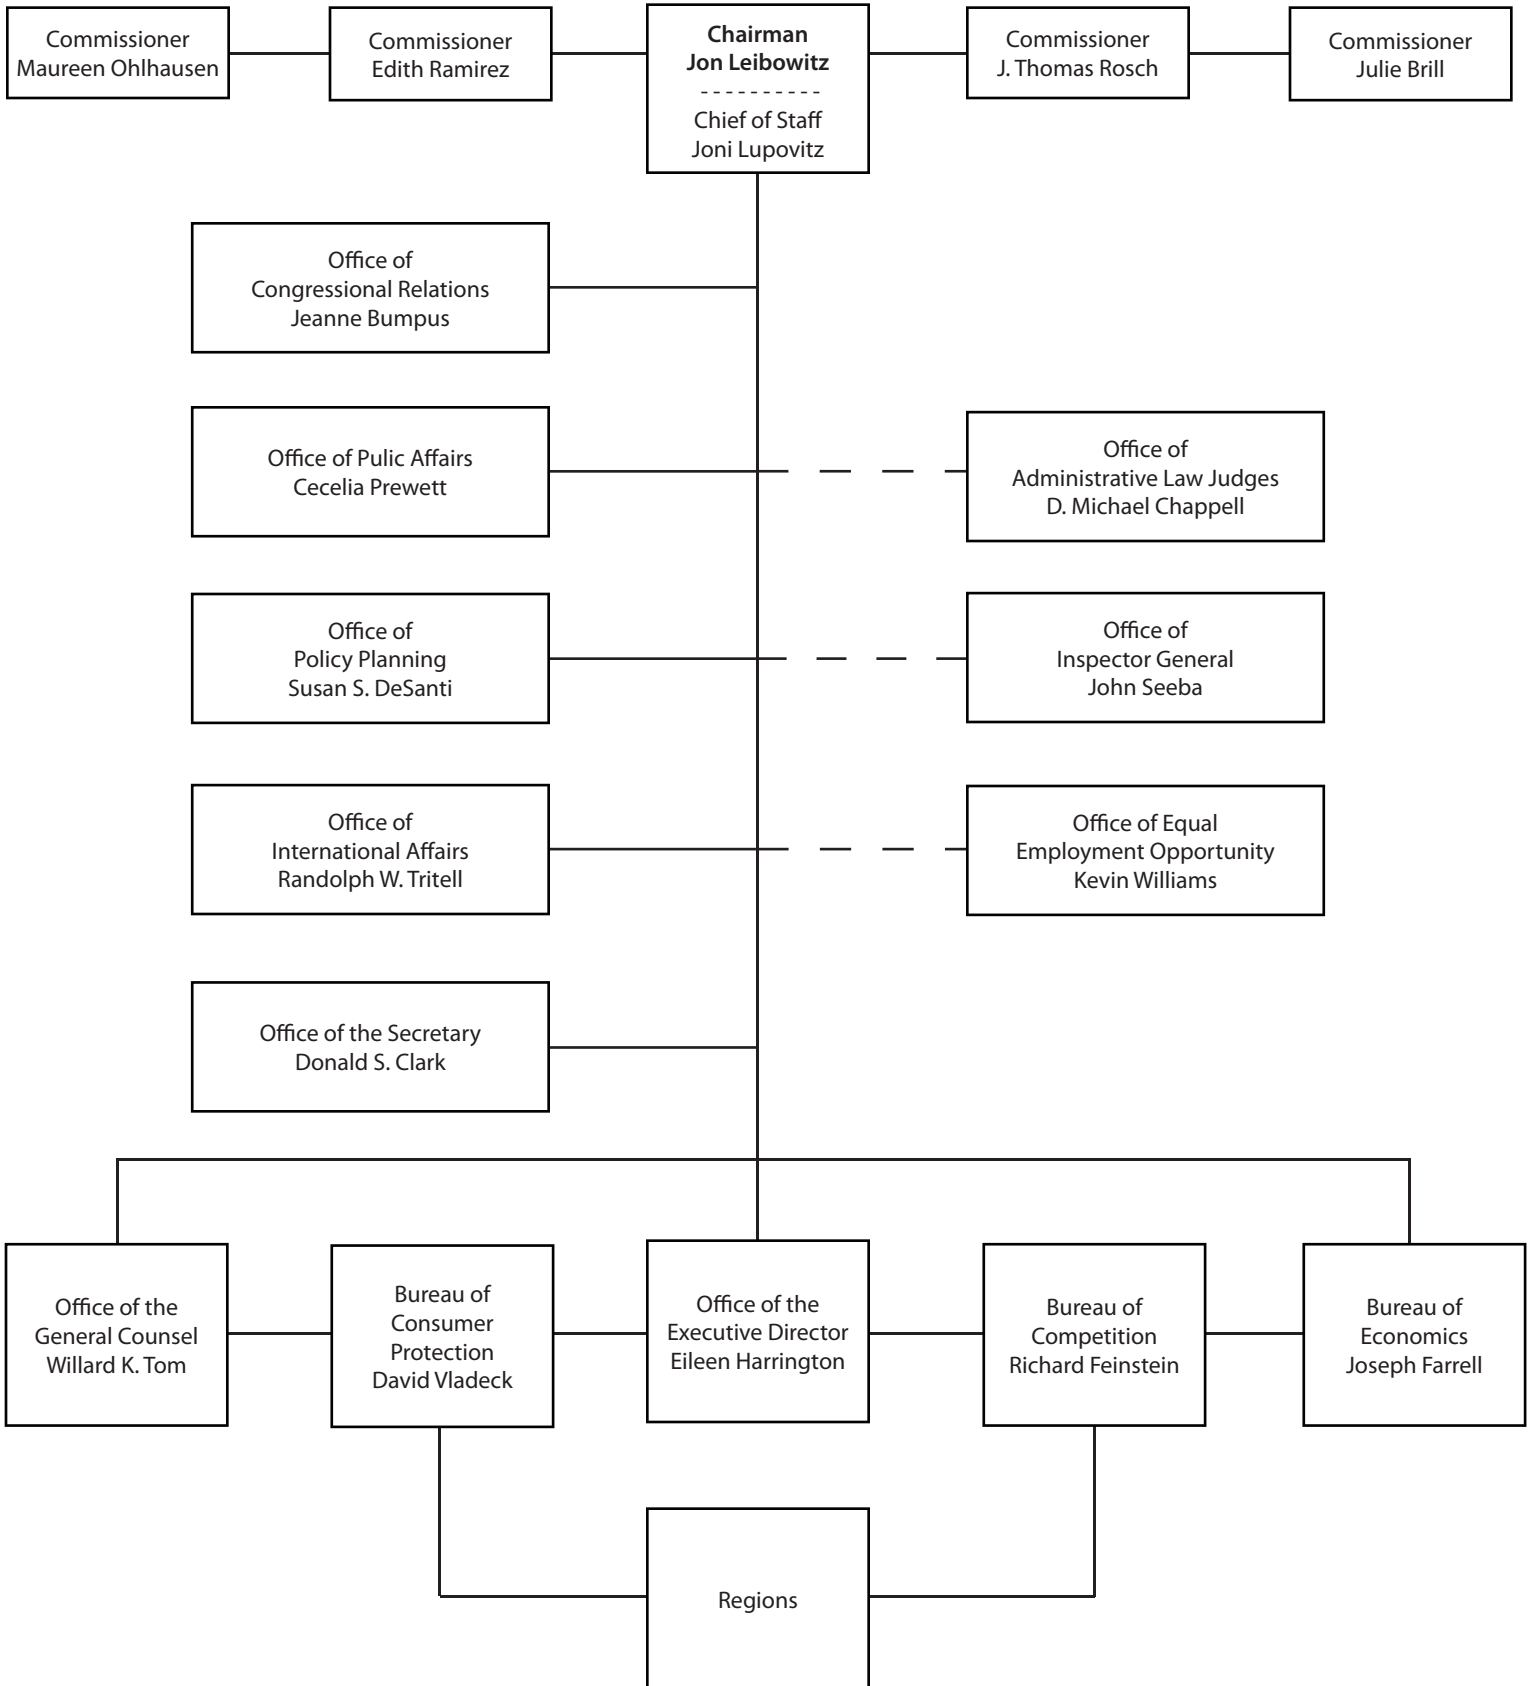 Commissioner
Maureen Ohlhausen
Commissioner
Edith Ramirez
Chairman
Jon Leibowitz
----------
Chief of Staff
Joni Lupovitz
Commissioner
J. Thomas Rosch
Commissioner
Julie Brill
Office of
Congressional Relations
Jeanne Bumpus
Office of Pulic Affairs
Cecelia Prewett
Office of
Administrative Law Judges
D. Michael Chappell
Office of
Policy Planning
Susan S. DeSanti
Office of
Inspector General
John Seeba
Office of
International Affairs
Randolph W. Tritell
Office of Equal
Employment Opportunity
Kevin Williams
Office of the Secretary
Donald S. Clark
Office of the
General Counsel
Willard K. Tom
Bureau of
Consumer
Protection
David Vladeck
Office of the
Executive Director
Eileen Harrington
Bureau of
Competition
Richard Feinstein
Bureau of
Economics
Joseph Farrell
Regions